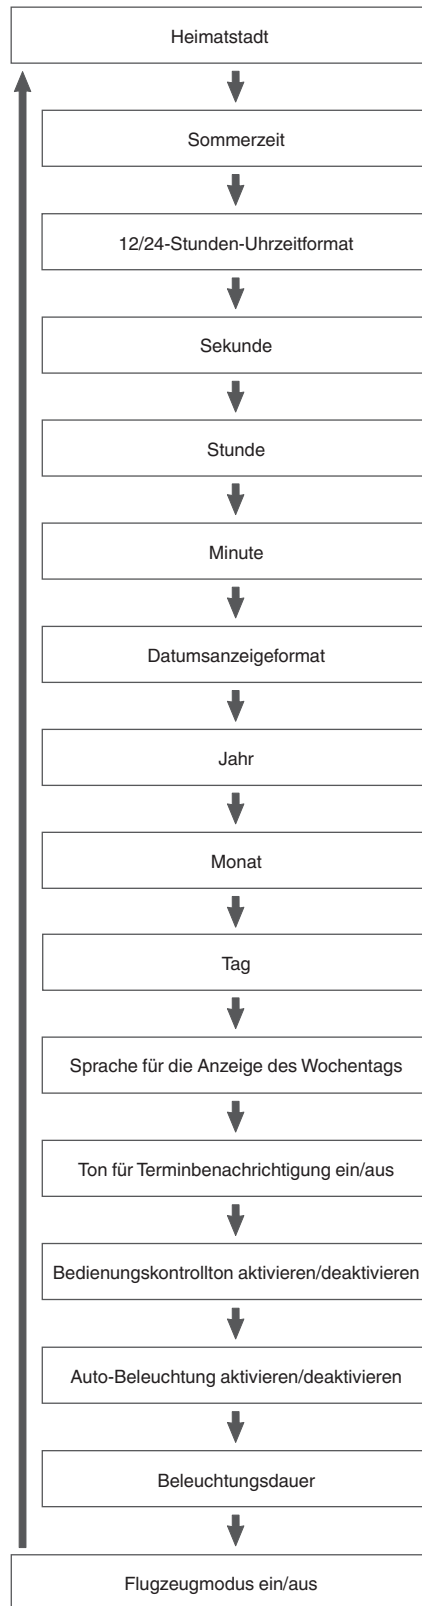 Heimatstadt
Sommerzeit
12/24-Stunden-Uhrzeitformat
Sekunde
Stunde
Minute
Datumsanzeigeformat
Jahr
Monat
Tag
Sprache für die Anzeige des Wochentags
Ton für Terminbenachrichtigung ein/aus
Bedienungskontrollton aktivieren/deaktivieren
Auto-Beleuchtung aktivieren/deaktivieren
Beleuchtungsdauer
Flugzeugmodus ein/aus